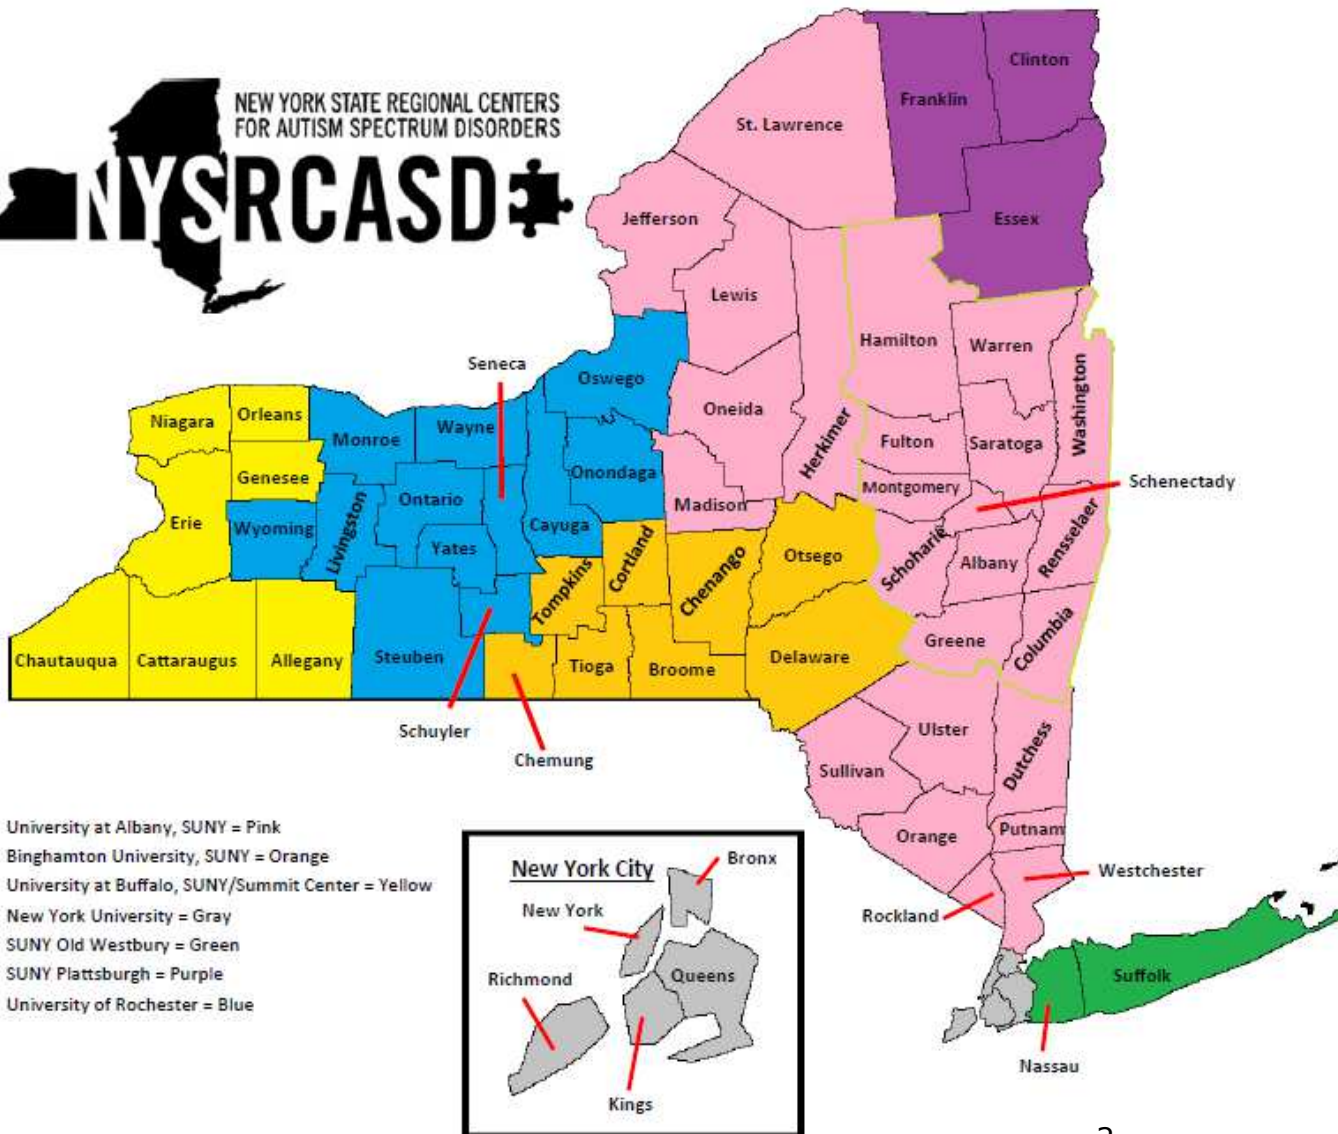 NEW YORK STATE REGIONAL CENTERS
FOR AUTISM SPECTRUM DISORDERS
NYSRCASD
Clinton
Franklin
St. Lawrence
Essex
Jefferson
Lewis
Hamilton
Warren
Washington
Seneca
Oswego
Oneida
Herkimer
Niagara
Orleans
Monroe
Wayne
Fulton
Saratoga
Genesee
Ontario
Onondaga
Madison
Montgomery
Schenectady
Erie
Wyoming
Livingston
Yates
Cayuga
Cortland
Chenango
Otsego
Schoharie
Albany
Rensselaer
Tompkins
Greene
Columbia
Chautauqua
Cattaraugus
Allegany
Steuben
Tioga
Broome
Delaware
Schuyler
Chemung
Ulster
Dutchess
Sullivan
Orange
Putnam
Westchester
Rockland
Suffolk
Nassau
University at Albany, SUNY = Pink
Binghamton University, SUNY = Orange
University at Buffalo, SUNY/Summit Center = Yellow
New York University = Gray
SUNY Old Westbury = Green
SUNY Plattsburgh = Purple
University of Rochester = Blue
New York City
Bronx
New York
Queens
Richmond
Kings